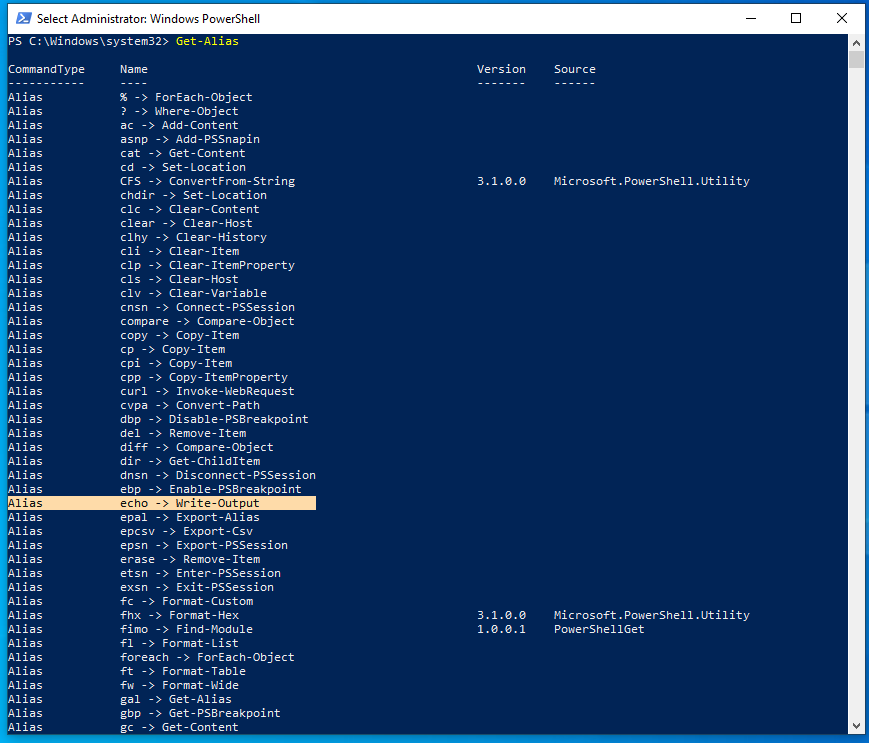 Select Administrator: Windows PowerShell
PS C:\Windows\system32> Get-Alias
CommandType     Name                                               Version    Source
-----------     ----                                               -------    ------
Alias           % -> ForEach-Object
Alias           ? -> Where-Object
Alias           ac -> Add-Content
Alias           asnp -> Add-PSSnapin
Alias           cat -> Get-Content
Alias           cd -> Set-Location
Alias           CFS -> ConvertFrom-String                          3.1.0.0    Microsoft.PowerShell.Utility
Alias           chdir -> Set-Location
Alias           clc -> Clear-Content
Alias           clear -> Clear-Host
Alias           clhy -> Clear-History
Alias           cli -> Clear-Item
Alias           clp -> Clear-ItemProperty
Alias           cls -> Clear-Host
Alias           clv -> Clear-Variable
Alias           cnsn -> Connect-PSSession
Alias           compare -> Compare-Object
Alias           copy -> Copy-Item
Alias           cp -> Copy-Item
Alias           cpi -> Copy-Item
Alias           cpp -> Copy-ItemProperty
Alias           curl -> Invoke-WebRequest
Alias           cvpa -> Convert-Path
Alias           dbp -> Disable-PSBreakpoint
Alias           del -> Remove-Item
Alias           diff -> Compare-Object
Alias           dir -> Get-ChildItem
Alias           dnsn -> Disconnect-PSSession
Alias           ebp -> Enable-PSBreakpoint
Alias           echo -> Write-Output
Alias           epal -> Export-Alias
Alias           epcsv -> Export-Csv
Alias           epsn -> Export-PSSession
Alias           erase -> Remove-Item
Alias           etsn -> Enter-PSSession
Alias           exsn -> Exit-PSSession
Alias           fc -> Format-Custom
Alias           fhx -> Format-Hex                                  3.1.0.0    Microsoft.PowerShell.Utility
Alias           fimo -> Find-Module                                1.0.0.1    PowerShellGet
Alias           fl -> Format-List
Alias           foreach -> ForEach-Object
Alias           ft -> Format-Table
Alias           fw -> Format-Wide
Alias           gal -> Get-Alias
Alias           gbp -> Get-PSBreakpoint
Alias           gc -> Get-Content